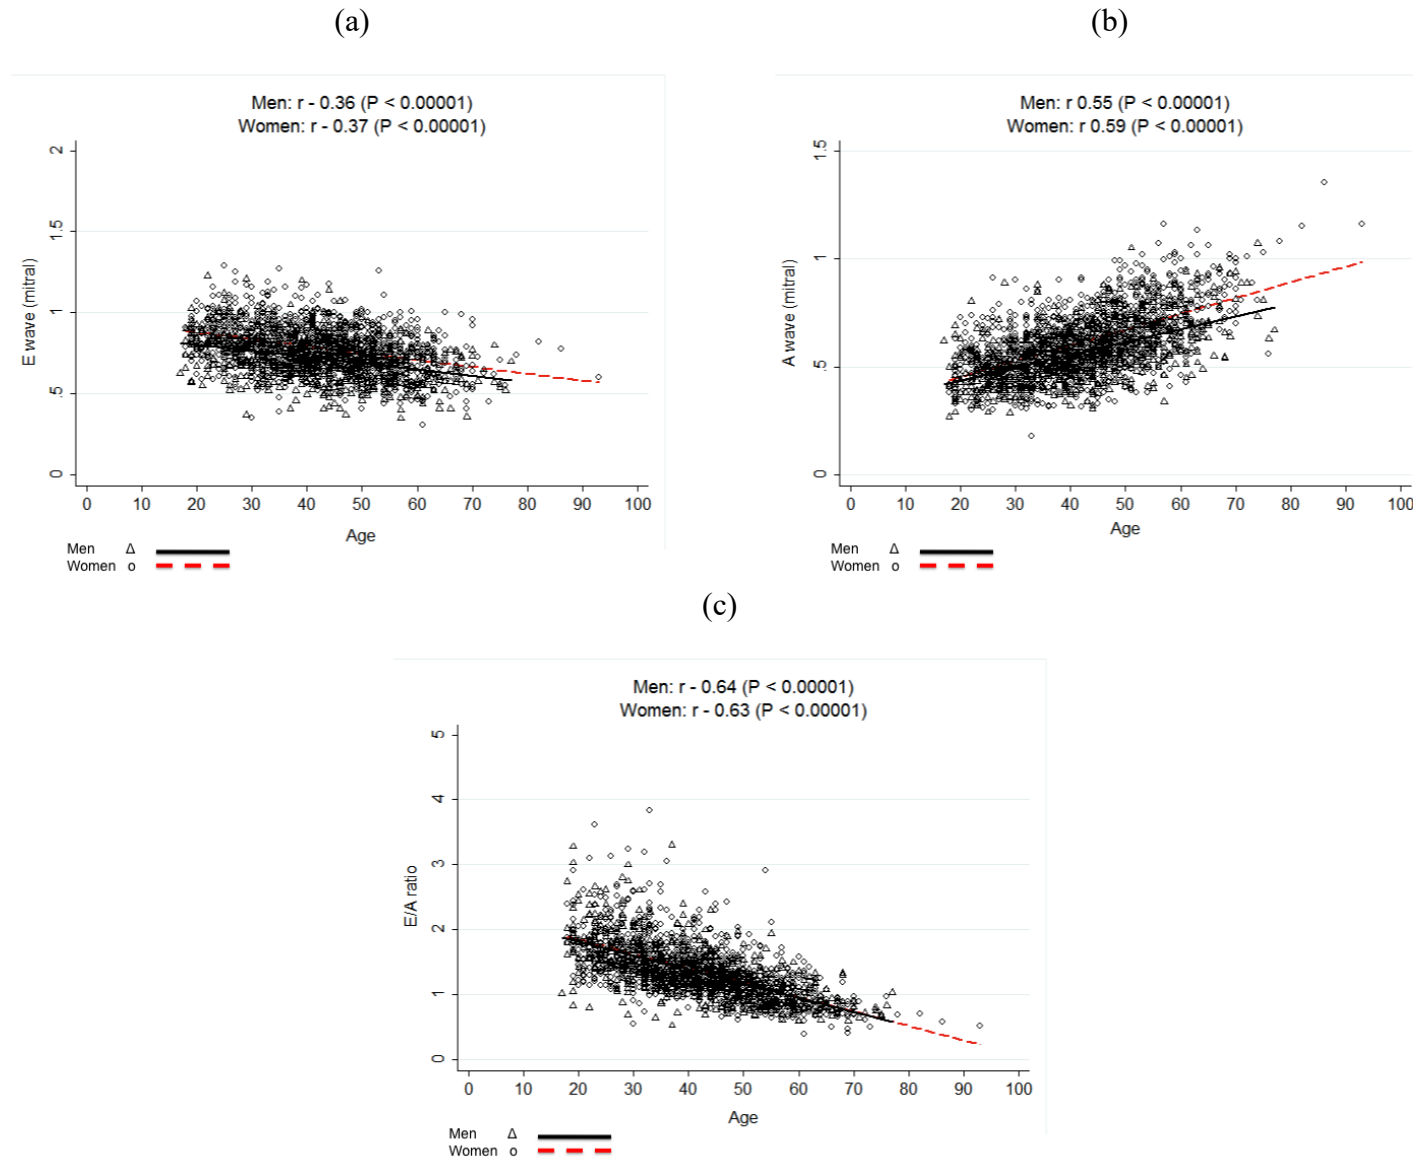 (a)
Men: r - 0.36 (P < 0.00001)
Women: r - 0.37 (P < 0.00001)
E wave (mitral)
2
1.5
1
.5
0
0 10 20 30 40 50 60 70 80 90 100
Age
Men Δ
Women o
(b)
Men: r 0.55 (P < 0.00001)
Women: r 0.59 (P < 0.00001)
A wave (mitral)
1.5
1
.5
0
0 10 20 30 40 50 60 70 80 90 100
Age
Men Δ
Women o
(c)
Men: r - 0.64 (P < 0.00001)
Women: r - 0.63 (P < 0.00001)
E/A ratio
5
4
3
2
1
0
0 10 20 30 40 50 60 70 80 90 100
Age
Men Δ
Women o